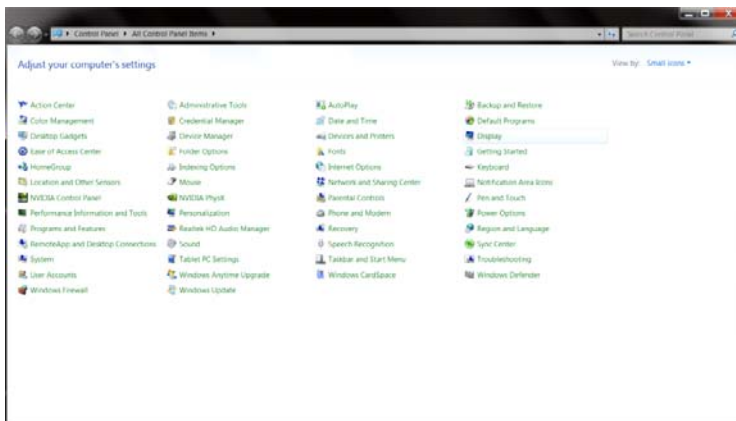 Control Panel All Control Panel Items
Search Control Panel
Adjust your computer's settings
View by: Small icons
Action Center
Administrative Tools
AutoPlay
Backup and Restore
Color Management
Credential Manager
Date and Time
Default Programs
Desktop Gadgets
Device Manager
Devices and Printers
Display
Ease of Access Center
Folder Options
Fonts
Getting Started
HomeGroup
Indexing Options
Internet Options
Keyboard
Location and Other Sensors
Mouse
Network and Sharing Center
Notification Area Icons
NVIDIA Control Panel
NVIDIA PhysX
Parental Controls
Pen and Touch
Performance Information and Tools
Personalization
Phone and Modem
Power Options
Programs and Features
Realtek HD Audio Manager
Recovery
Region and Language
RemoteApp and Desktop Connections
Sound
Speech Recognition
Sync Center
System
Tablet PC Settings
Taskbar and Start Menu
Troubleshooting
User Accounts
Windows Anytime Upgrade
Windows CardSpace
Windows Defender
Windows Firewall
Windows Update